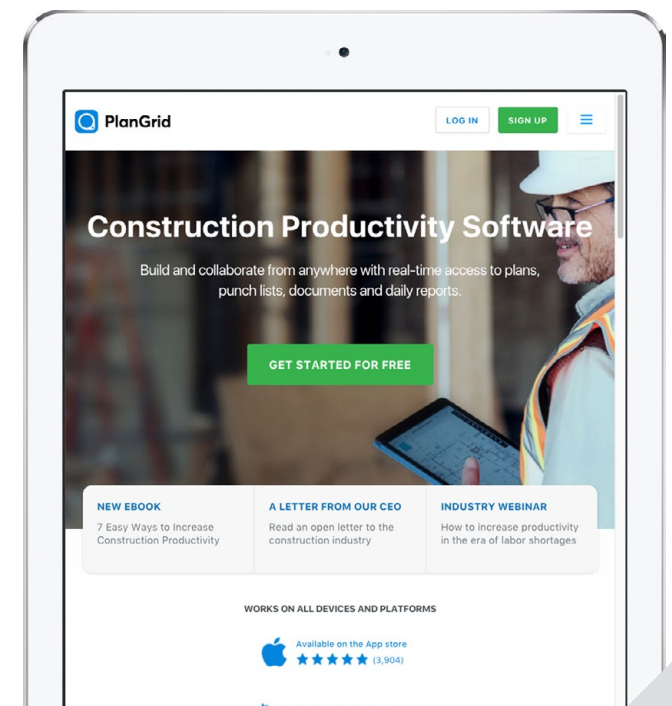 PlanGrid
LOG IN
SIGN UP
Construction Productivity Software
Build and collaborate from anywhere with real-time access to plans,
punch lists, documents and daily reports.
GET STARTED FOR FREE
NEW EBOOK
7 Easy Ways to Increase
Construction Productivity
A LETTER FROM OUR CEO
Read an open letter to the
construction industry
INDUSTRY WEBINAR
How to increase productivity
in the era of labor shortages
WORKS ON ALL DEVICES AND PLATFORMS
Available on the App store
(3,904)